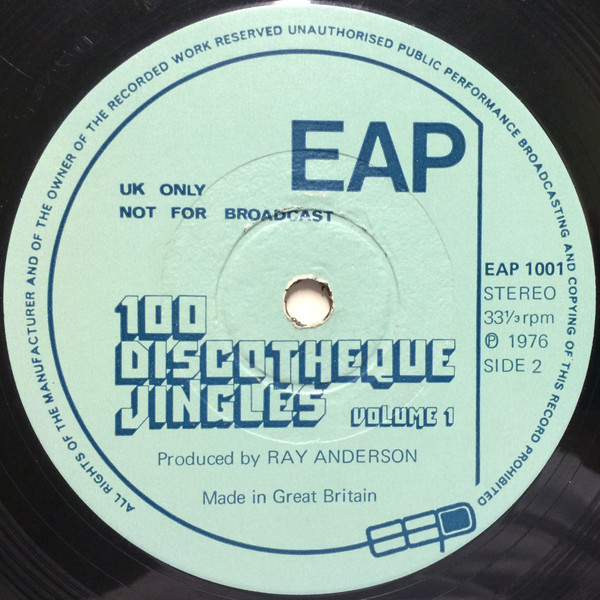 ALL RIGHTS OF THE MANUFACTURER AND OF THE OWNER OF THE RECORDED WORK RESERVED UNAUTHORISED PUBLIC PERFORMANCE BROADCASTING AND COPYING OF THIS RECORD PROHIBITED
EAP
UK ONLY
NOT FOR BROADCAST
EAP 1001
STEREO
33⅓ rpm
℗ 1976
SIDE 2
100
DISCOTHEQUE
JINGLES VOLUME 1
Produced by RAY ANDERSON
Made in Great Britain
EAP